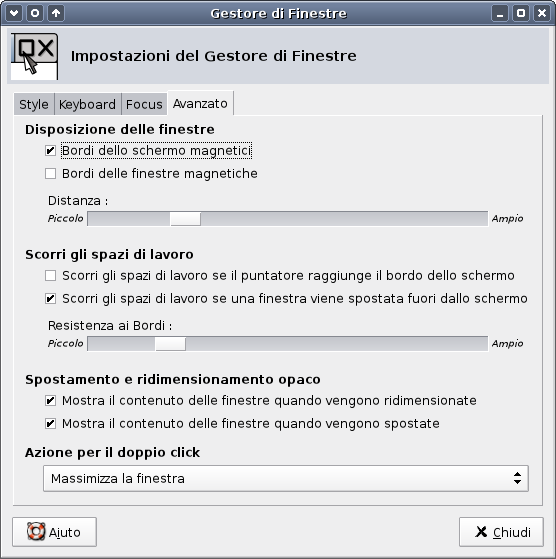 Gestore di Finestre
Impostazioni del Gestore di Finestre
Style Keyboard Focus Avanzato
Disposizione delle finestre
Bordi dello schermo magnetici
Bordi delle finestre magnetiche
Distanza :
Piccolo Ampio
Scorri gli spazi di lavoro
Scorri gli spazi di lavoro se il puntatore raggiunge il bordo dello schermo
Scorri gli spazi di lavoro se una finestra viene spostata fuori dallo schermo
Resistenza ai Bordi :
Piccolo Ampio
Spostamento e ridimensionamento opaco
Mostra il contenuto delle finestre quando vengono ridimensionate
Mostra il contenuto delle finestre quando vengono spostate
Azione per il doppio click
Massimizza la finestra
Aiuto Chiudi